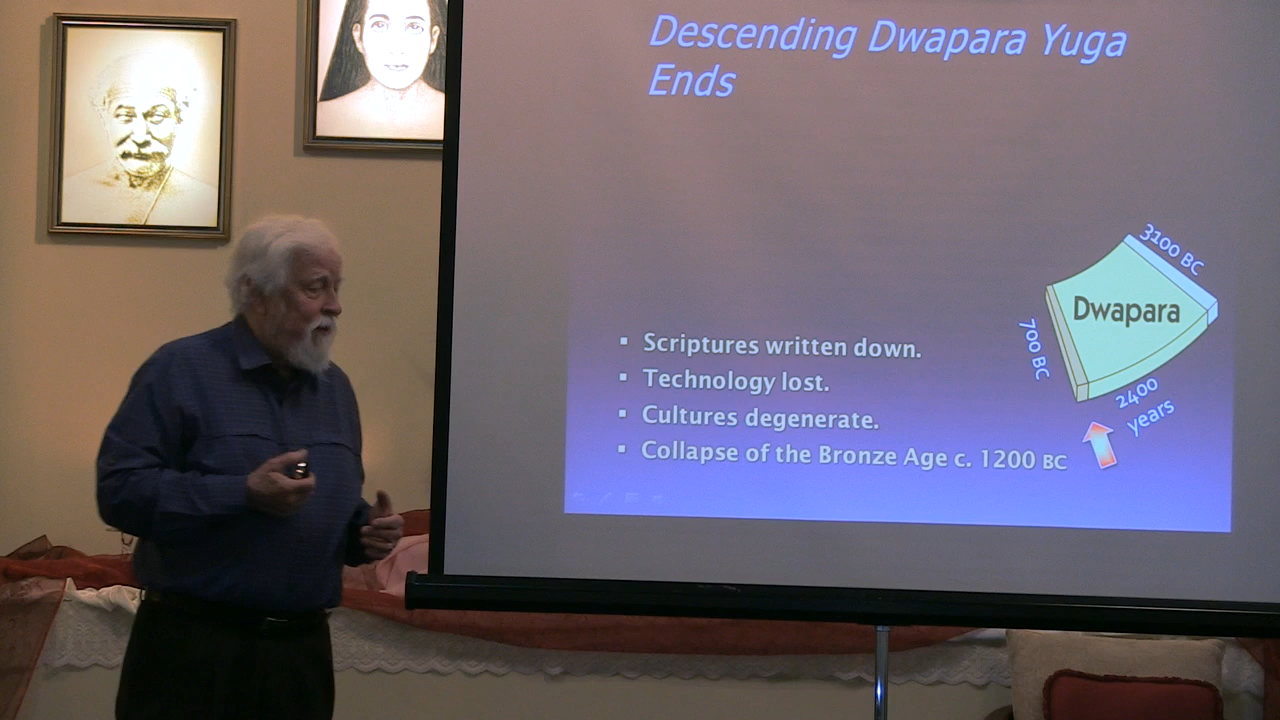 Descending Dwapara Yuga
Ends
3100 BC
Dwapara
700 BC
2400
years
▪ Scriptures written down.
▪ Technology lost.
▪ Cultures degenerate.
▪ Collapse of the Bronze Age c. 1200 BC